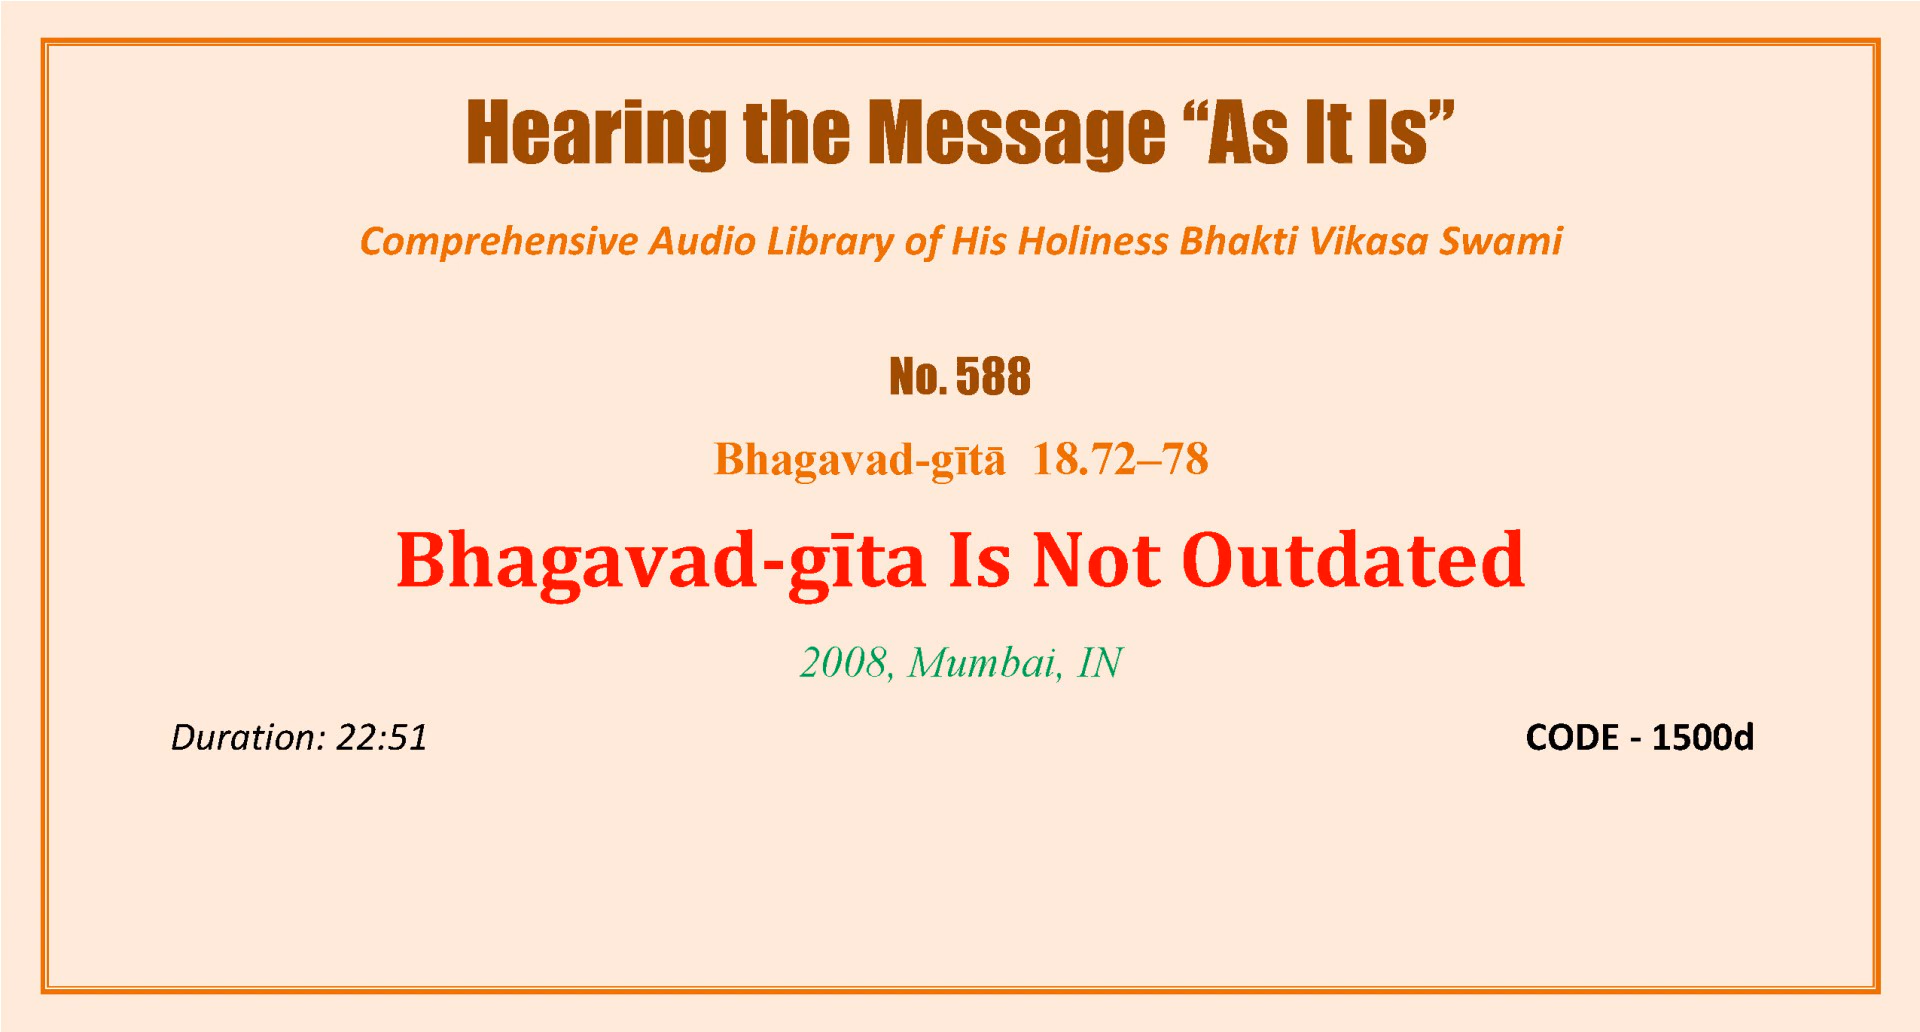 Hearing the Message “As It Is”
Comprehensive Audio Library of His Holiness Bhakti Vikasa Swami
No. 588
Bhagavad-gītā 18.72–78
Bhagavad-gīta Is Not Outdated
2008, Mumbai, IN
Duration: 22:51 CODE - 1500d